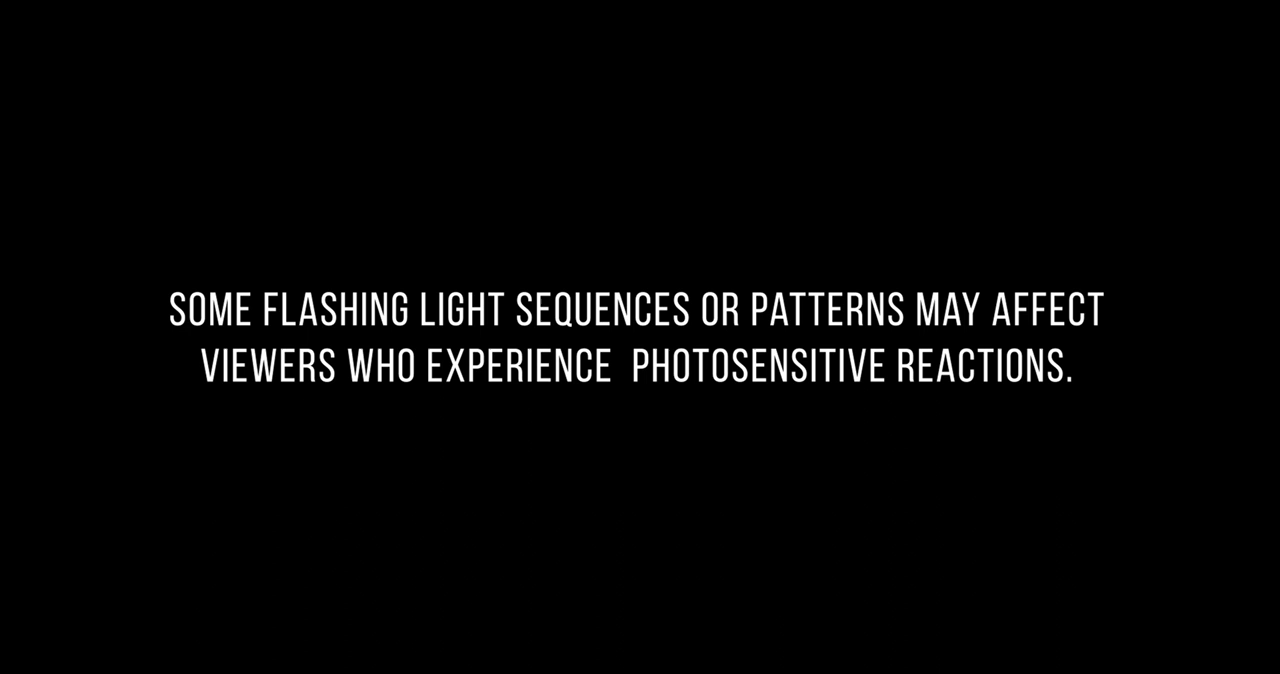 SOME FLASHING LIGHT SEQUENCES OR PATTERNS MAY AFFECT
VIEWERS WHO EXPERIENCE  PHOTOSENSITIVE REACTIONS.